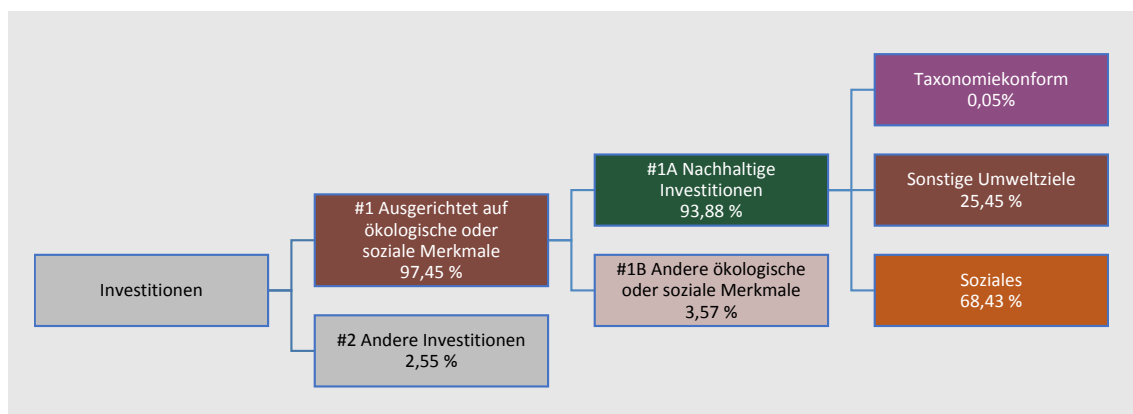 Investitionen
#1 Ausgerichtet auf
ökologische oder
soziale Merkmale
97,45 %
#2 Andere Investitionen
2,55 %
#1A Nachhaltige
Investitionen
93,88 %
#1B Andere ökologische
oder soziale Merkmale
3,57 %
Taxonomiekonform
0,05%
Sonstige Umweltziele
25,45 %
Soziales
68,43 %